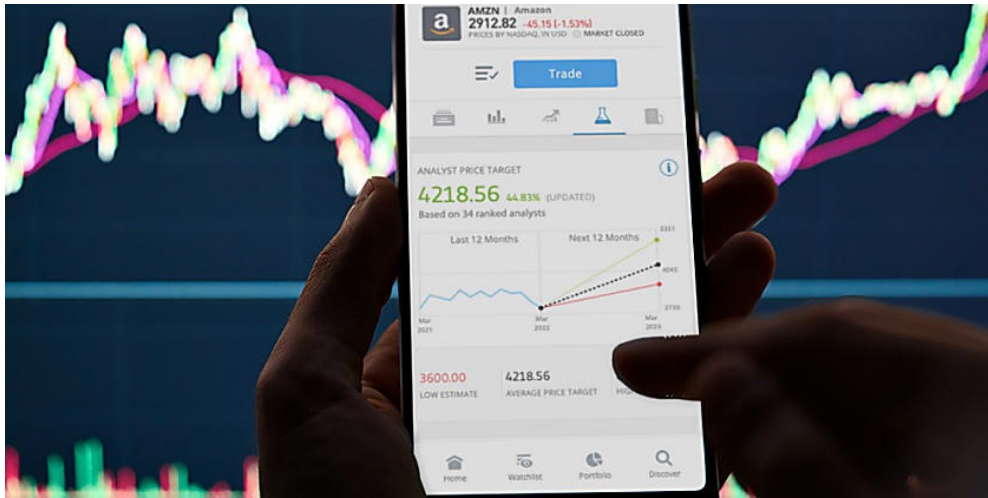 a
AMZN | Amazon
2912.82 -45.15 (-1.53%)
PRICES BY NASDAQ, IN USD MARKET CLOSED
Trade
ANALYST PRICE TARGET
4218.56 44.83% (UPDATED)
Based on 34 ranked analysts
Last 12 Months Next 12 Months
4045
3739
Mar Mar Mar
2021 2022 2023
3600.00 4218.56
LOW ESTIMATE AVERAGE PRICE TARGET
Home Watchlist Portfolio Discover